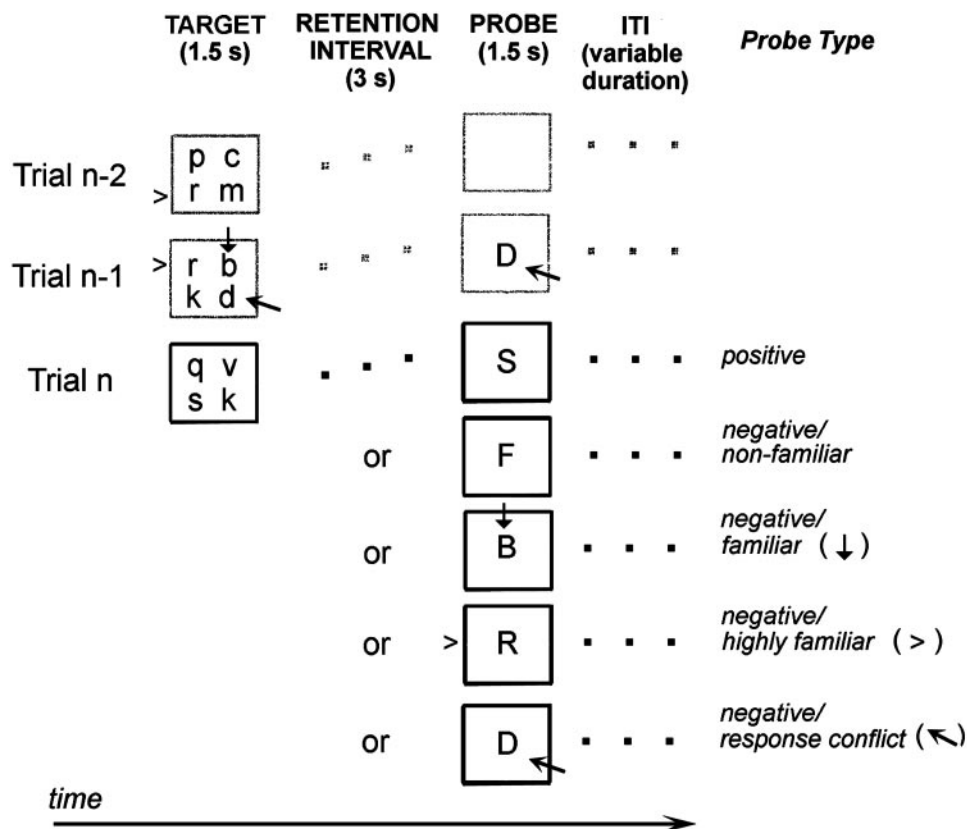 TARGET (1.5 s)
RETENTION INTERVAL (3 s)
PROBE (1.5 s)
ITI (variable duration)
Probe Type
Trial n-2
p c
> r m
Trial n-1
> r b
k d
D
Trial n
q v
s k
S
positive
or
F
negative/
non-familiar
or
B
negative/
familiar (↓)
or
> R
negative/
highly familiar (>)
or
D
negative/
response conflict (↖)
time